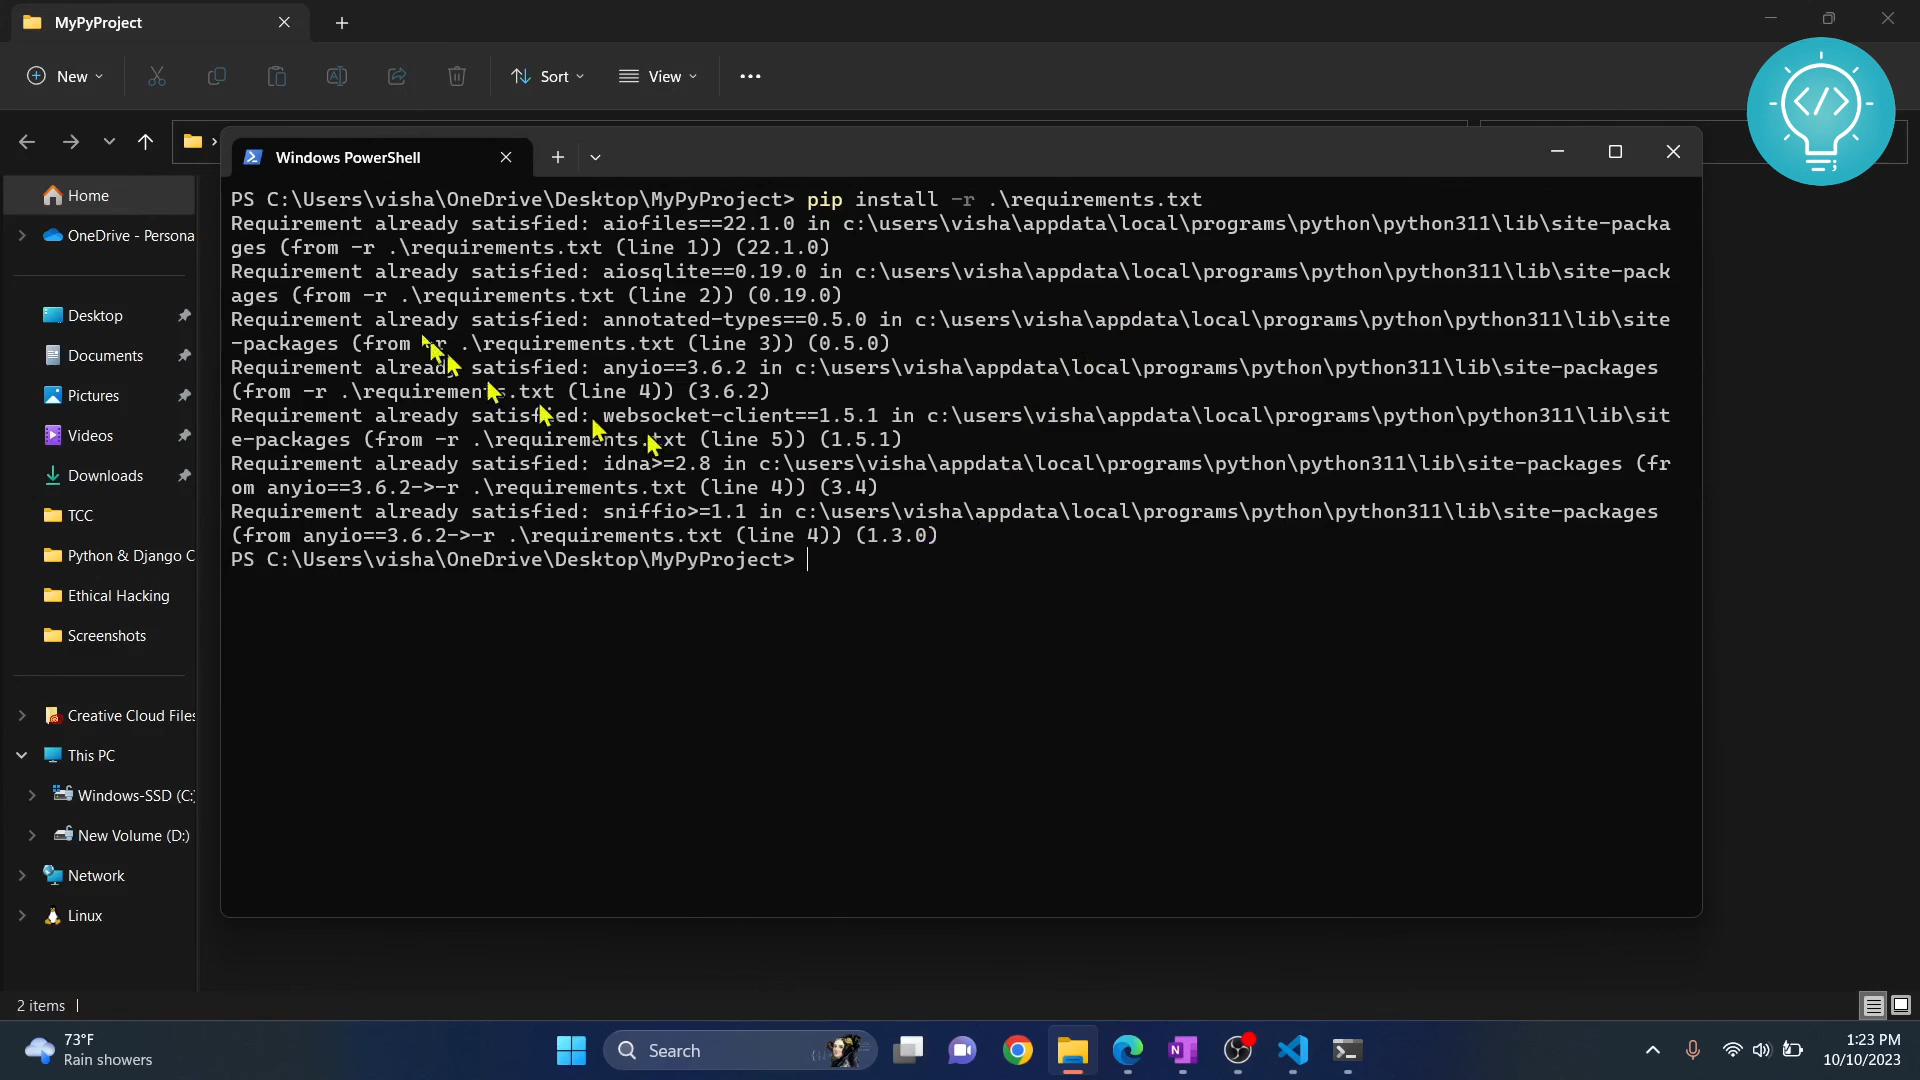 MyPyProject
New
Sort
View
Windows PowerShell
Home
OneDrive - Persona
Desktop
Documents
Pictures
Videos
Downloads
TCC
Python & Django C
Ethical Hacking
Screenshots
Creative Cloud Files
This PC
Windows-SSD (C:)
New Volume (D:)
Network
Linux
PS C:\Users\visha\OneDrive\Desktop\MyPyProject> pip install -r .\requirements.txt
Requirement already satisfied: aiofiles==22.1.0 in c:\users\visha\appdata\local\programs\python\python311\lib\site-packa
ges (from -r .\requirements.txt (line 1)) (22.1.0)
Requirement already satisfied: aiosqlite==0.19.0 in c:\users\visha\appdata\local\programs\python\python311\lib\site-pack
ages (from -r .\requirements.txt (line 2)) (0.19.0)
Requirement already satisfied: annotated-types==0.5.0 in c:\users\visha\appdata\local\programs\python\python311\lib\site
-packages (from -r .\requirements.txt (line 3)) (0.5.0)
Requirement already satisfied: anyio==3.6.2 in c:\users\visha\appdata\local\programs\python\python311\lib\site-packages
(from -r .\requirements.txt (line 4)) (3.6.2)
Requirement already satisfied: websocket-client==1.5.1 in c:\users\visha\appdata\local\programs\python\python311\lib\sit
e-packages (from -r .\requirements.txt (line 5)) (1.5.1)
Requirement already satisfied: idna>=2.8 in c:\users\visha\appdata\local\programs\python\python311\lib\site-packages (fr
om anyio==3.6.2->-r .\requirements.txt (line 4)) (3.4)
Requirement already satisfied: sniffio>=1.1 in c:\users\visha\appdata\local\programs\python\python311\lib\site-packages
(from anyio==3.6.2->-r .\requirements.txt (line 4)) (1.3.0)
PS C:\Users\visha\OneDrive\Desktop\MyPyProject>
2 items
73°F
Rain showers
Search
1:23 PM
10/10/2023